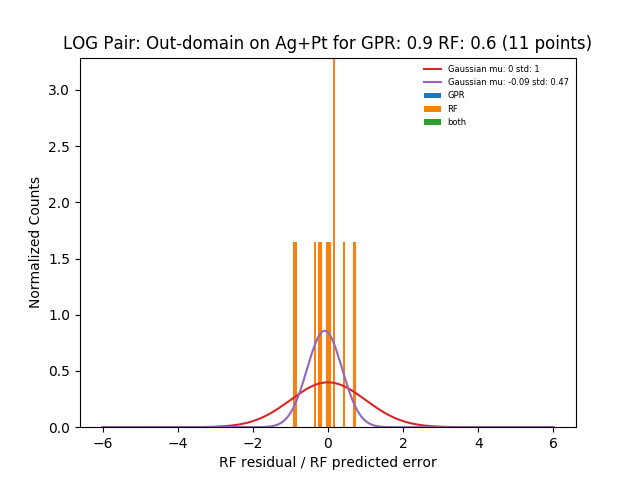 LOG Pair: Out-domain on Ag+Pt for GPR: 0.9 RF: 0.6 (11 points)
Gaussian mu: 0 std: 1
Gaussian mu: -0.09 std: 0.47
GPR
RF
both
Normalized Counts
3.0
2.5
2.0
1.5
1.0
0.5
0.0
−6 −4 −2 0 2 4 6
RF residual / RF predicted error